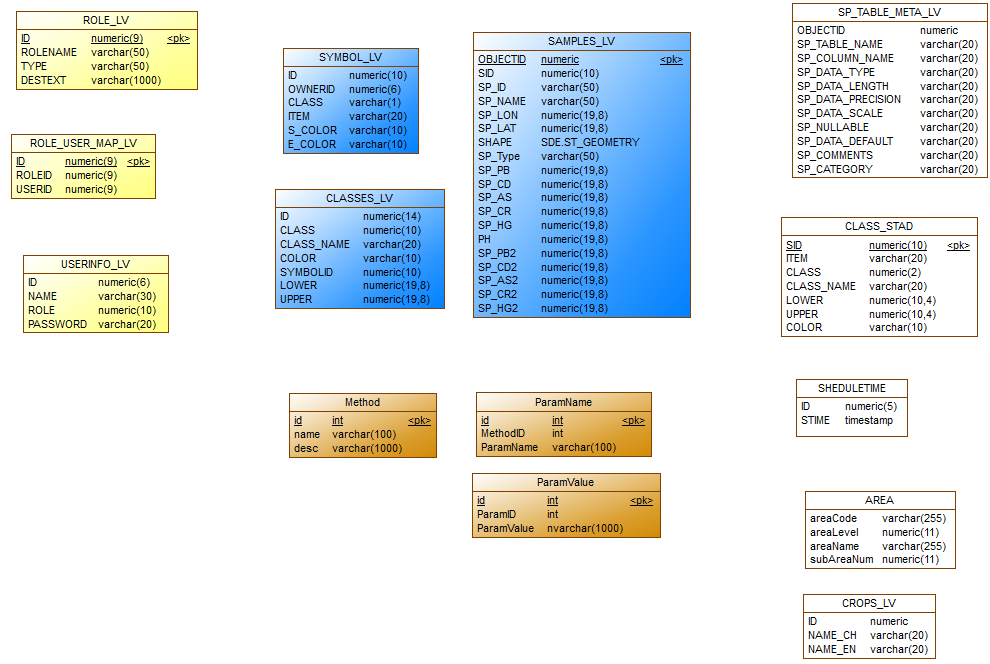 ROLE_LV
ID numeric(9) <pk>
ROLENAME varchar(50)
TYPE varchar(50)
DESTEXT varchar(1000)
ROLE_USER_MAP_LV
ID numeric(9) <pk>
ROLEID numeric(9)
USERID numeric(9)
USERINFO_LV
ID numeric(6)
NAME varchar(30)
ROLE numeric(10)
PASSWORD varchar(20)
SYMBOL_LV
ID numeric(10)
OWNERID numeric(6)
CLASS varchar(1)
ITEM varchar(20)
S_COLOR varchar(10)
E_COLOR varchar(10)
CLASSES_LV
ID numeric(14)
CLASS numeric(10)
CLASS_NAME varchar(20)
COLOR varchar(10)
SYMBOLID numeric(10)
LOWER numeric(19,8)
UPPER numeric(19,8)
SAMPLES_LV
OBJECTID numeric <pk>
SID numeric(10)
SP_ID varchar(50)
SP_NAME varchar(50)
SP_LON numeric(19,8)
SP_LAT numeric(19,8)
SHAPE SDE.ST_GEOMETRY
SP_Type varchar(50)
SP_PB numeric(19,8)
SP_CD numeric(19,8)
SP_AS numeric(19,8)
SP_CR numeric(19,8)
SP_HG numeric(19,8)
PH numeric(19,8)
SP_PB2 numeric(19,8)
SP_CD2 numeric(19,8)
SP_AS2 numeric(19,8)
SP_CR2 numeric(19,8)
SP_HG2 numeric(19,8)
Method
id int <pk>
name varchar(100)
desc varchar(1000)
ParamName
id int <pk>
MethodID int
ParamName varchar(100)
ParamValue
id int <pk>
ParamID int
ParamValue nvarchar(1000)
SP_TABLE_META_LV
OBJECTID numeric
SP_TABLE_NAME varchar(20)
SP_COLUMN_NAME varchar(20)
SP_DATA_TYPE varchar(20)
SP_DATA_LENGTH varchar(20)
SP_DATA_PRECISION varchar(20)
SP_DATA_SCALE varchar(20)
SP_NULLABLE varchar(20)
SP_DATA_DEFAULT varchar(20)
SP_COMMENTS varchar(20)
SP_CATEGORY varchar(20)
CLASS_STAD
SID numeric(10) <pk>
ITEM varchar(20)
CLASS numeric(2)
CLASS_NAME varchar(20)
LOWER numeric(10,4)
UPPER numeric(10,4)
COLOR varchar(10)
SHEDULETIME
ID numeric(5)
STIME timestamp
AREA
areaCode varchar(255)
areaLevel numeric(11)
areaName varchar(255)
subAreaNum numeric(11)
CROPS_LV
ID numeric
NAME_CH varchar(20)
NAME_EN varchar(20)